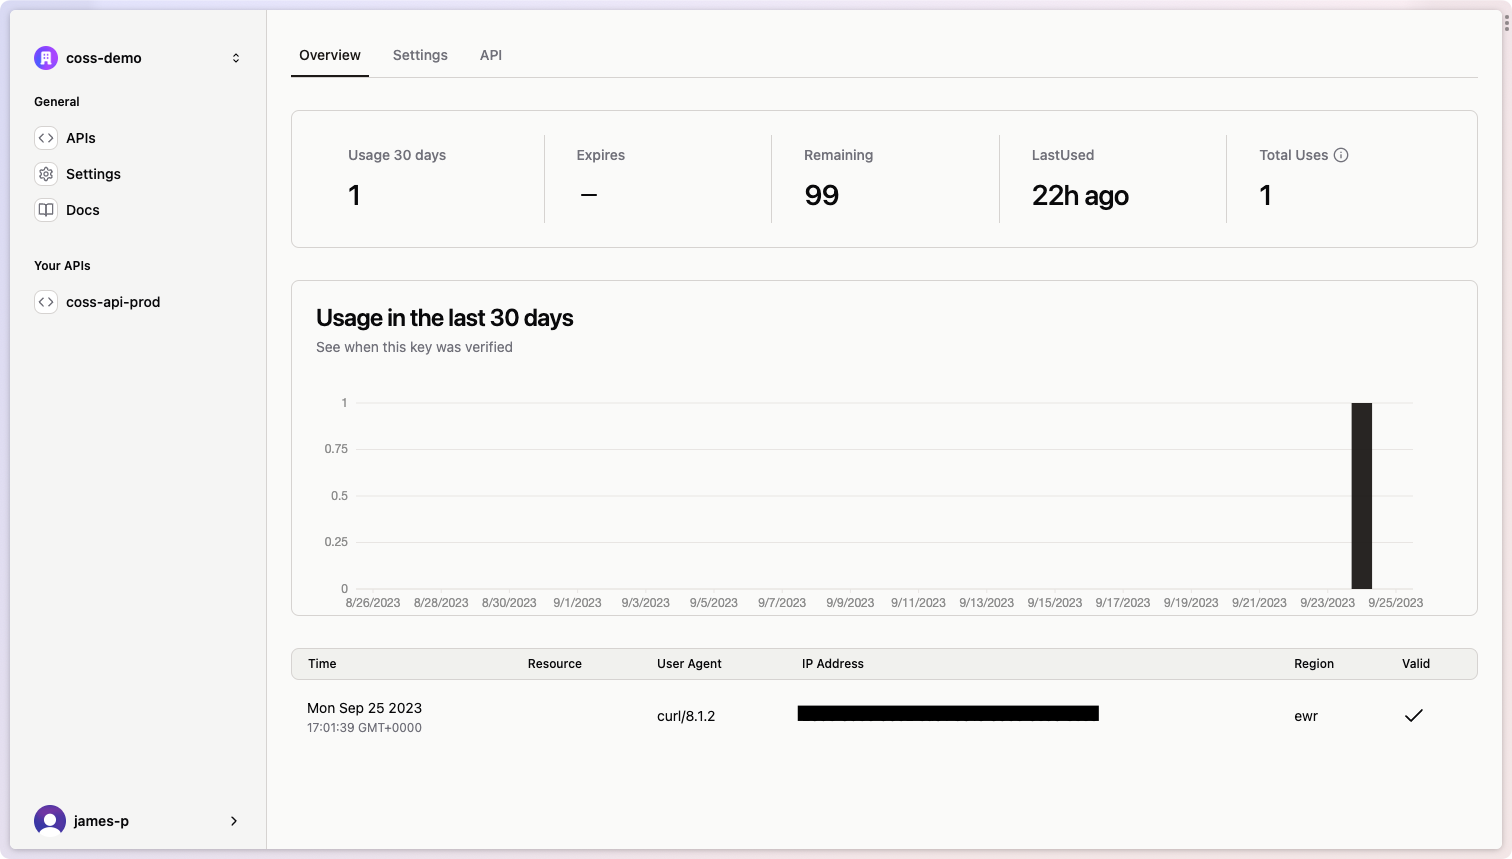 coss-demo
General
APIs
Settings
Docs
Your APIs
coss-api-prod
james-p
Overview Settings API
Usage 30 days Expires Remaining LastUsed Total Uses
1 — 99 22h ago 1
Usage in the last 30 days
See when this key was verified
1
0.75
0.5
0.25
0
8/26/2023 8/28/2023 8/30/2023 9/1/2023 9/3/2023 9/5/2023 9/7/2023 9/9/2023 9/11/2023 9/13/2023 9/15/2023 9/17/2023 9/19/2023 9/21/2023 9/23/2023 9/25/2023
Time Resource User Agent IP Address Region Valid
Mon Sep 25 2023
17:01:39 GMT+0000
curl/8.1.2 ewr